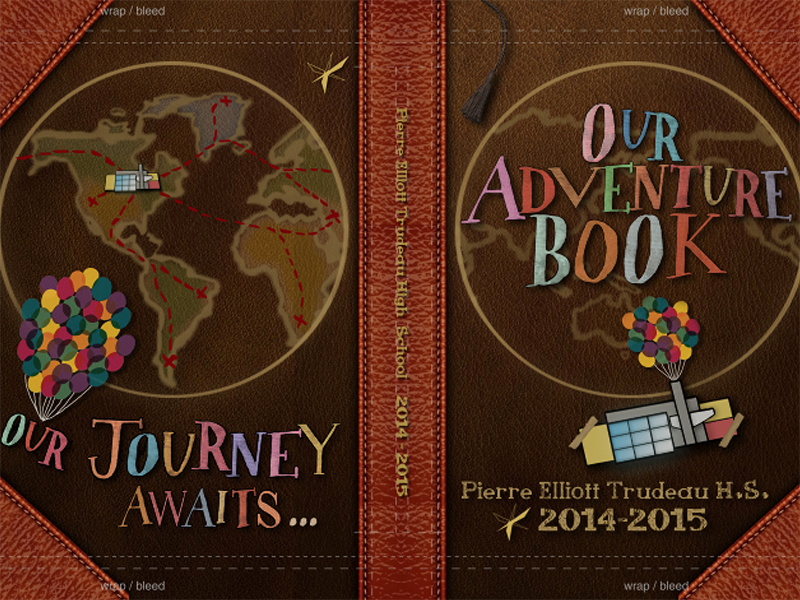 wrap / bleed
wrap / bleed
OUR
JOURNEY
AWAITS...
Pierre Elliott Trudeau High School 2014 2015
OUR
ADVENTURE
BOOK
Pierre Elliott Trudeau H.S.
2014-2015
wrap / bleed
wrap / bleed